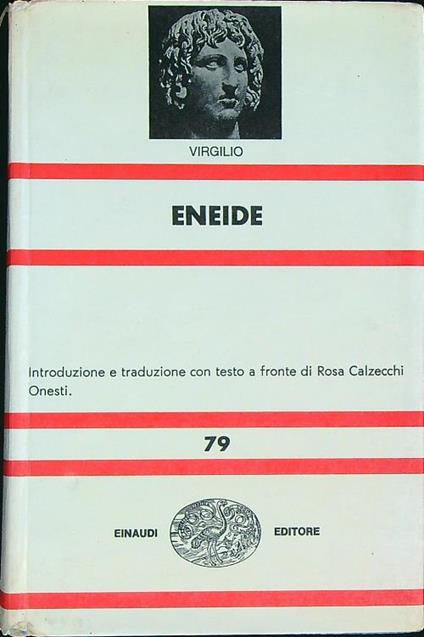 VIRGILIO
ENEIDE
Introduzione e traduzione con testo a fronte di Rosa Calzecchi
Onesti.
79
EINAUDI EDITORE